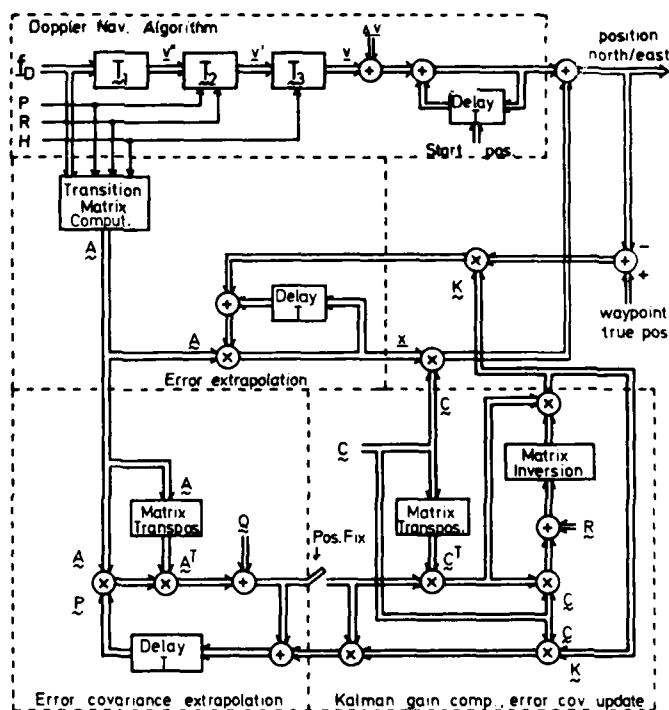 Doppler Nav. Algorithm
Δv
position
north/east
f_D
T_1
v"
T_2
v'
T_3
v
+
+
+
P
R
H
Delay
T
Start pos.
Transition
Matrix
Comput.
A
×
K
-
+
+
waypoint
true pos
Delay
T
+
A
×
x
×
Error extrapolation
C
C
×
Matrix
Inversion
A
Matrix
Transpos.
Q
Pos. Fix
Matrix
Transpos.
C^T
+
R
A
×
×
A^T
+
×
×
C
P
Delay
T
+
×
C
×
K
Error covariance extrapolation
Kalman gain comp., error cov update